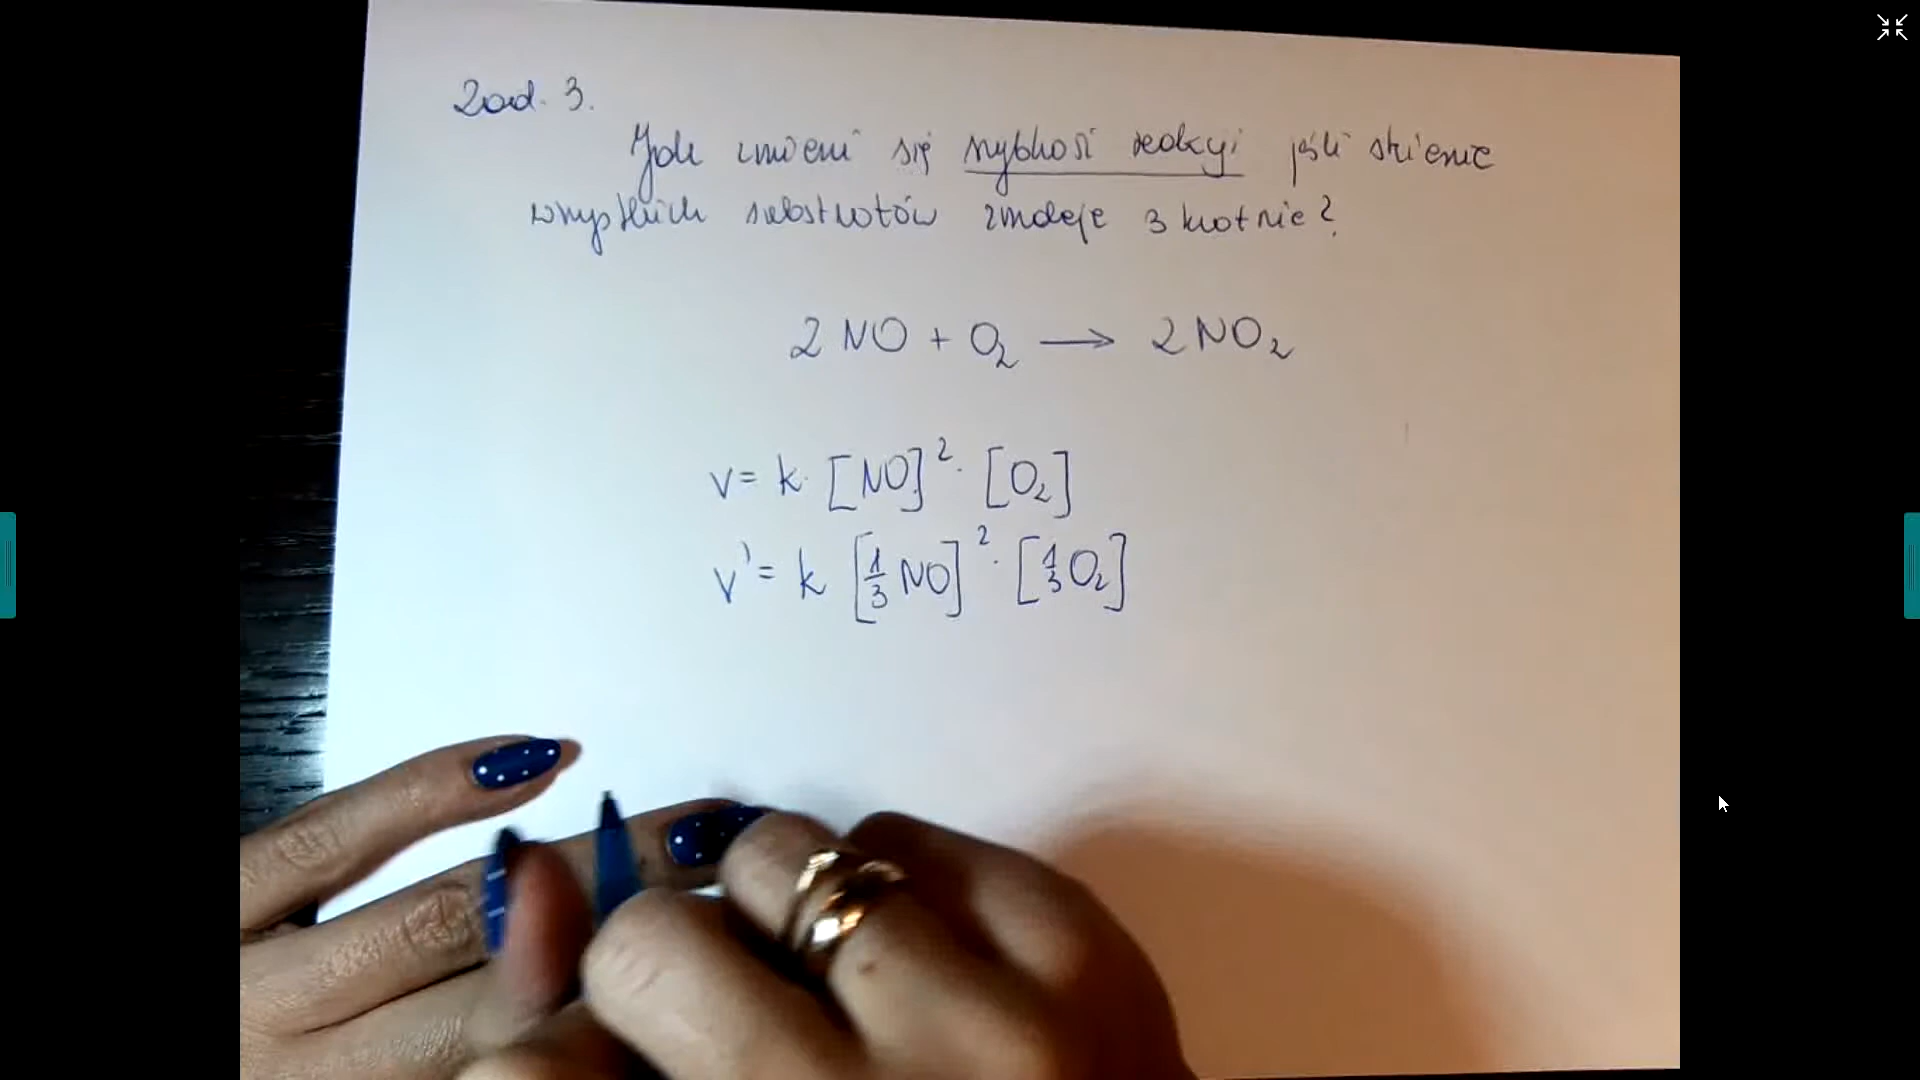 Zad. 3.
Jak zmieni się szybkość reakcji jeśli stężenie
wszystkich substratów zmaleje 3 krotnie?
2 NO + O₂ → 2 NO₂
v = k · [NO]² · [O₂]
v' = k [1/3 NO]² · [1/3 O₂]